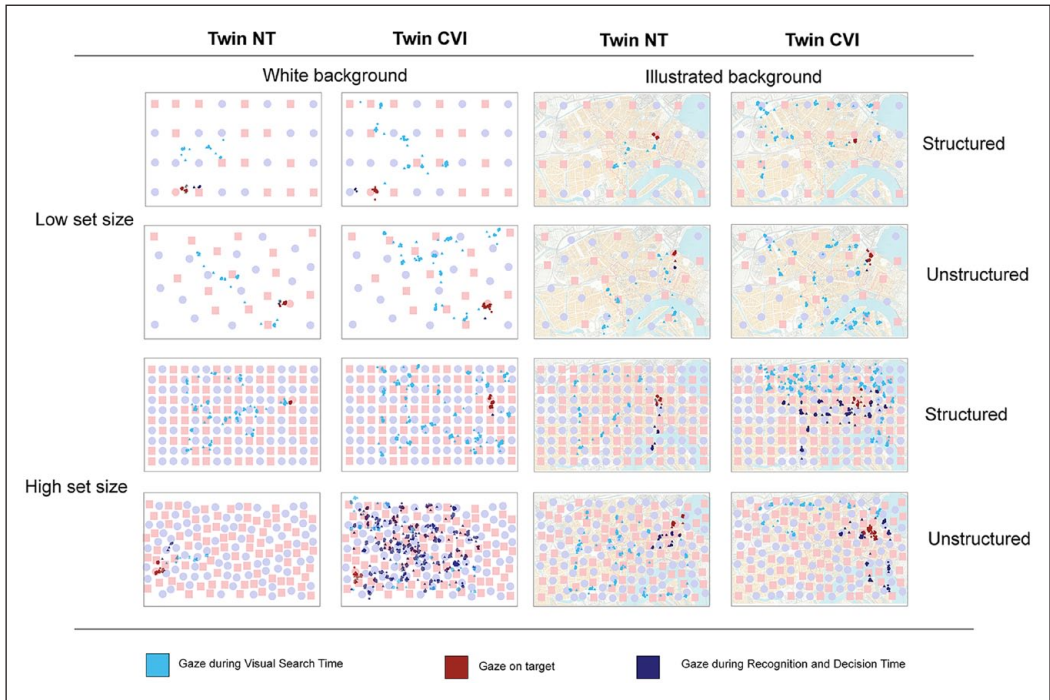 Twin NT Twin CVI Twin NT Twin CVI
White background Illustrated background
Structured
Low set size
Unstructured
Structured
High set size
Unstructured
Gaze during Visual Search Time Gaze on target Gaze during Recognition and Decision Time